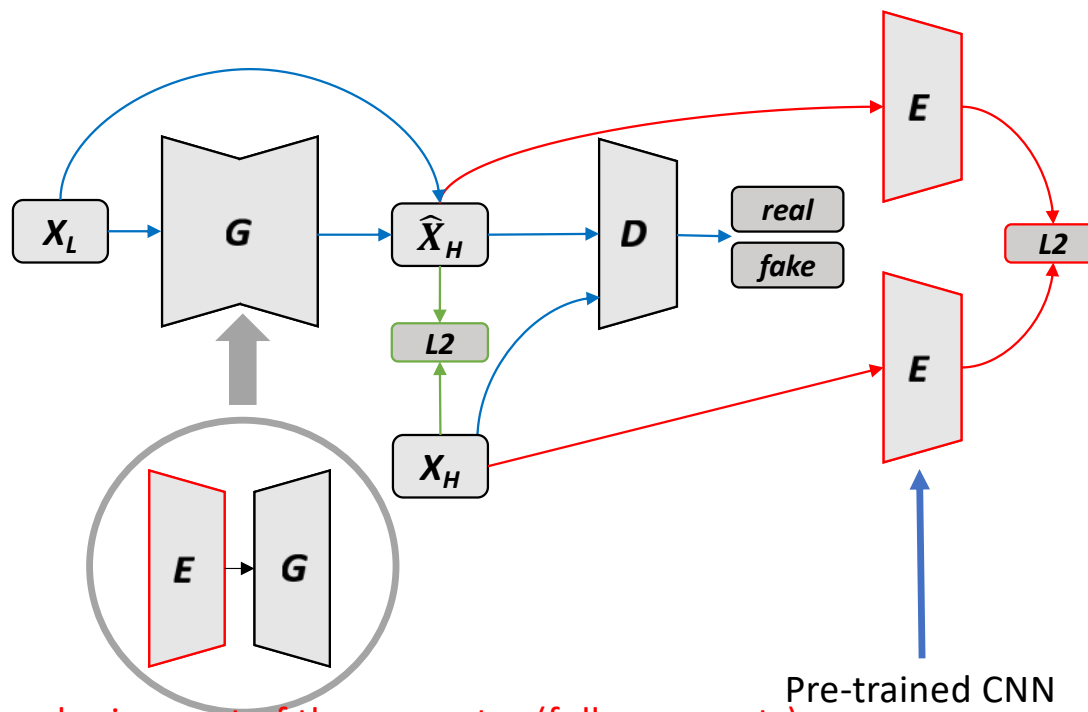 E
X_L
G
X̂_H
D
real
fake
L2
L2
E
X_H
E
G
Pre-trained CNN